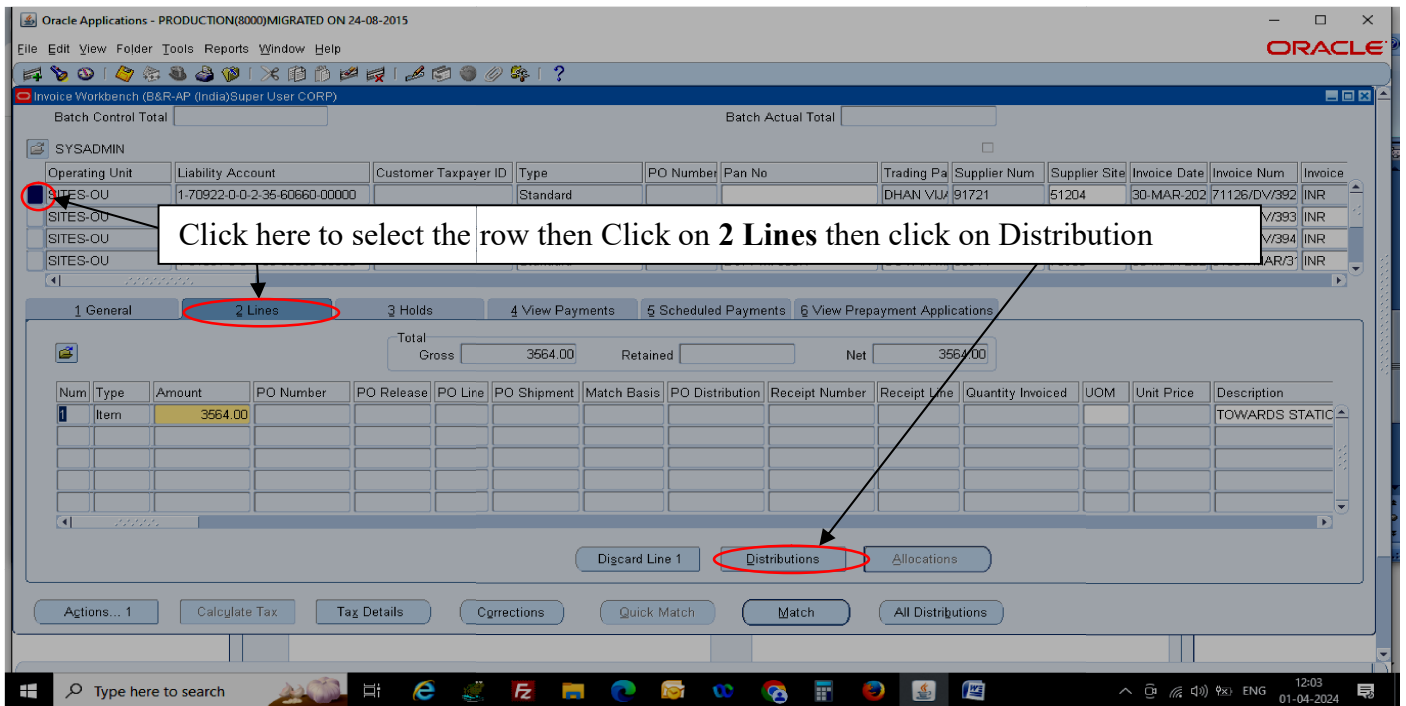 Oracle Applications - PRODUCTION(8000)MIGRATED ON 24-08-2015
File Edit View Folder Tools Reports Window Help
ORACLE
Invoice Workbench (B&R-AP (India)Super User CORP)
Batch Control Total Batch Actual Total
SYSADMIN
Operating Unit Liability Account Customer Taxpayer ID Type PO Number Pan No Trading Pa Supplier Num Supplier Site Invoice Date Invoice Num Invoice
SITES-OU 1-70922-0-0-2-35-60660-00000 Standard DHAN VIJA 91721 51204 30-MAR-202 71126/DV/392 INR
SITES-OU V/393 INR
SITES-OU V/394 INR
SITES-OU INR
Click here to select the row then Click on 2 Lines then click on Distribution
1 General 2 Lines 3 Holds 4 View Payments 5 Scheduled Payments 6 View Prepayment Applications
Total
Gross 3564.00 Retained Net 3564.00
Num Type Amount PO Number PO Release PO Line PO Shipment Match Basis PO Distribution Receipt Number Receipt Line Quantity Invoiced UOM Unit Price Description
1 Item 3564.00 TOWARDS STATIC
Discard Line 1 Distributions Allocations
Actions... 1 Calculate Tax Tax Details Corrections Quick Match Match All Distributions
Type here to search
ENG
12:03
01-04-2024